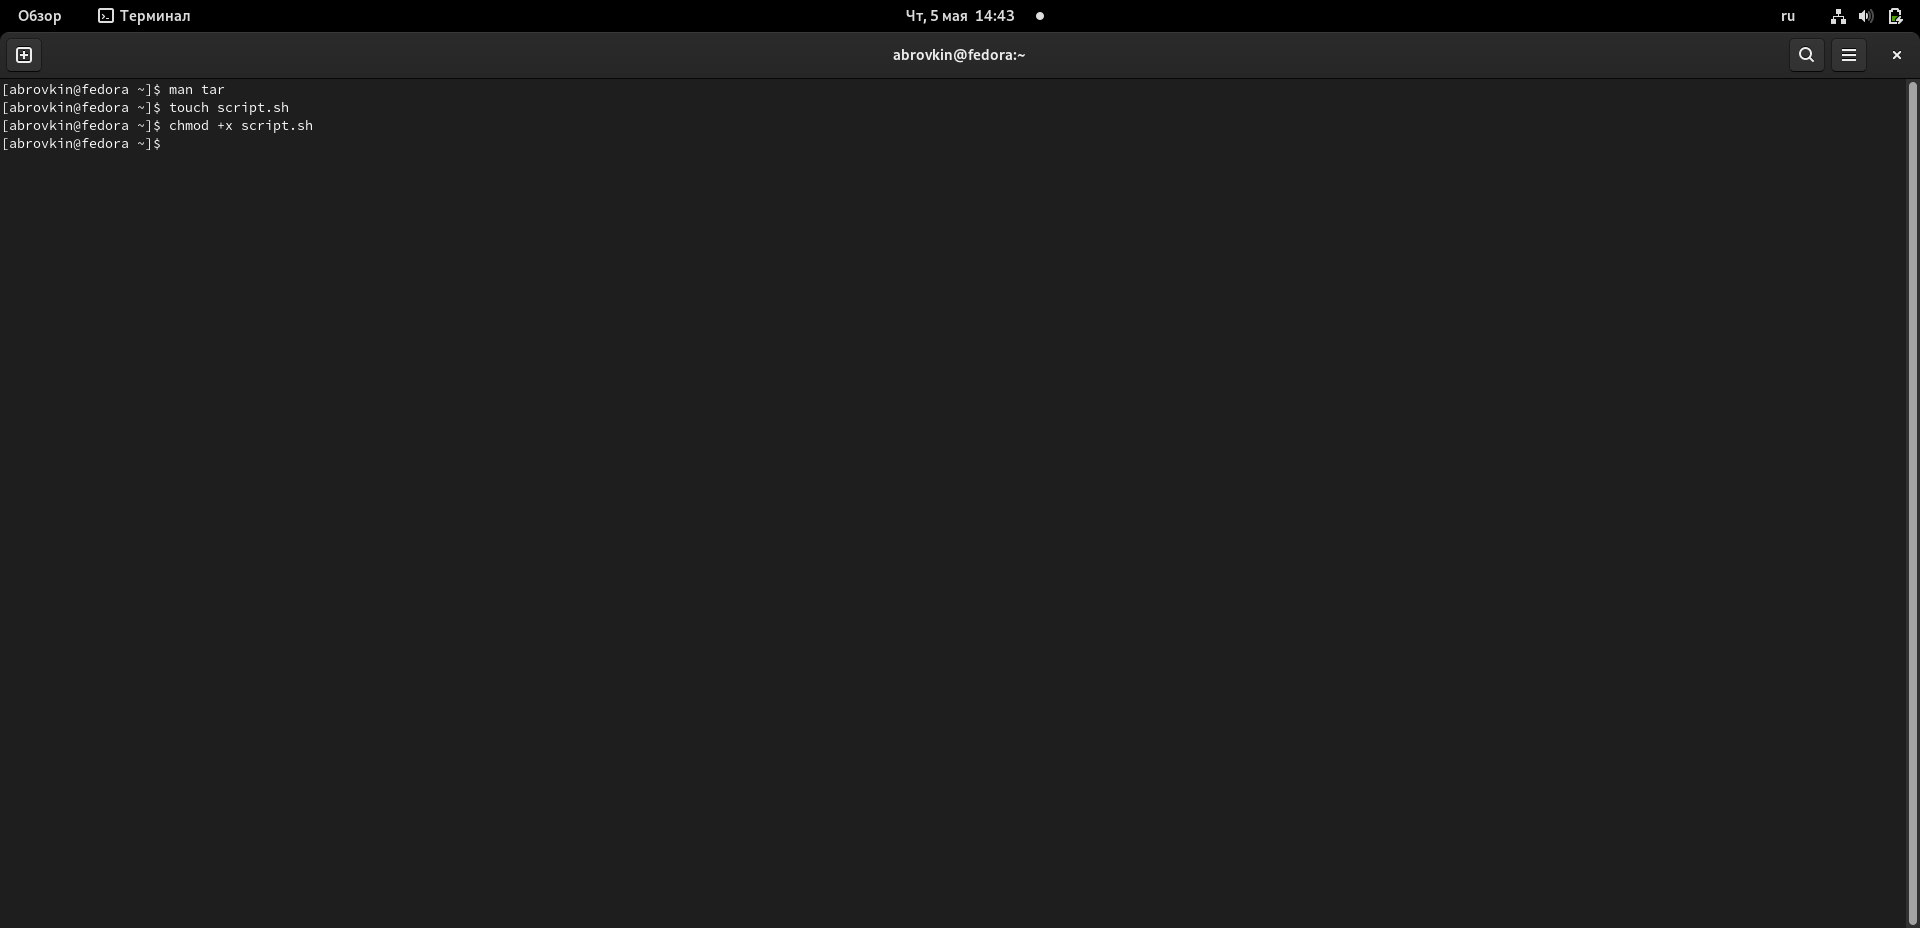 Обзор Терминал Чт, 5 мая 14:43 ru
abrovkin@fedora:~
[abrovkin@fedora ~]$ man tar
[abrovkin@fedora ~]$ touch script.sh
[abrovkin@fedora ~]$ chmod +x script.sh
[abrovkin@fedora ~]$